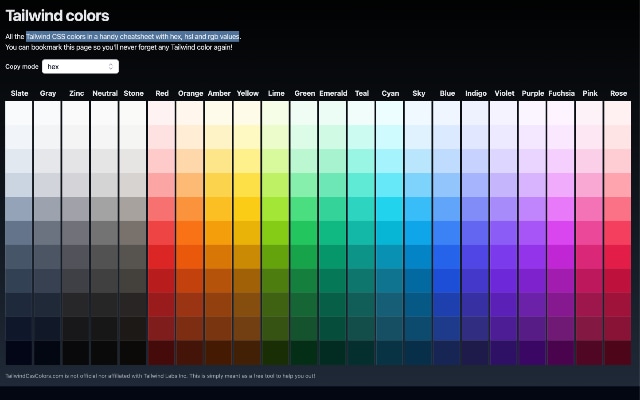 Tailwind colors
All the Tailwind CSS colors in a handy cheatsheet with hex, hsl and rgb values.
You can bookmark this page so you'll never forget any Tailwind color again!
Copy mode hex
Slate Gray Zinc Neutral Stone Red Orange Amber Yellow Lime Green Emerald Teal Cyan Sky Blue Indigo Violet Purple Fuchsia Pink Rose
TailwindCssColors.com is not official nor affiliated with Tailwind Labs Inc. This is simply meant as a free tool to help you out!